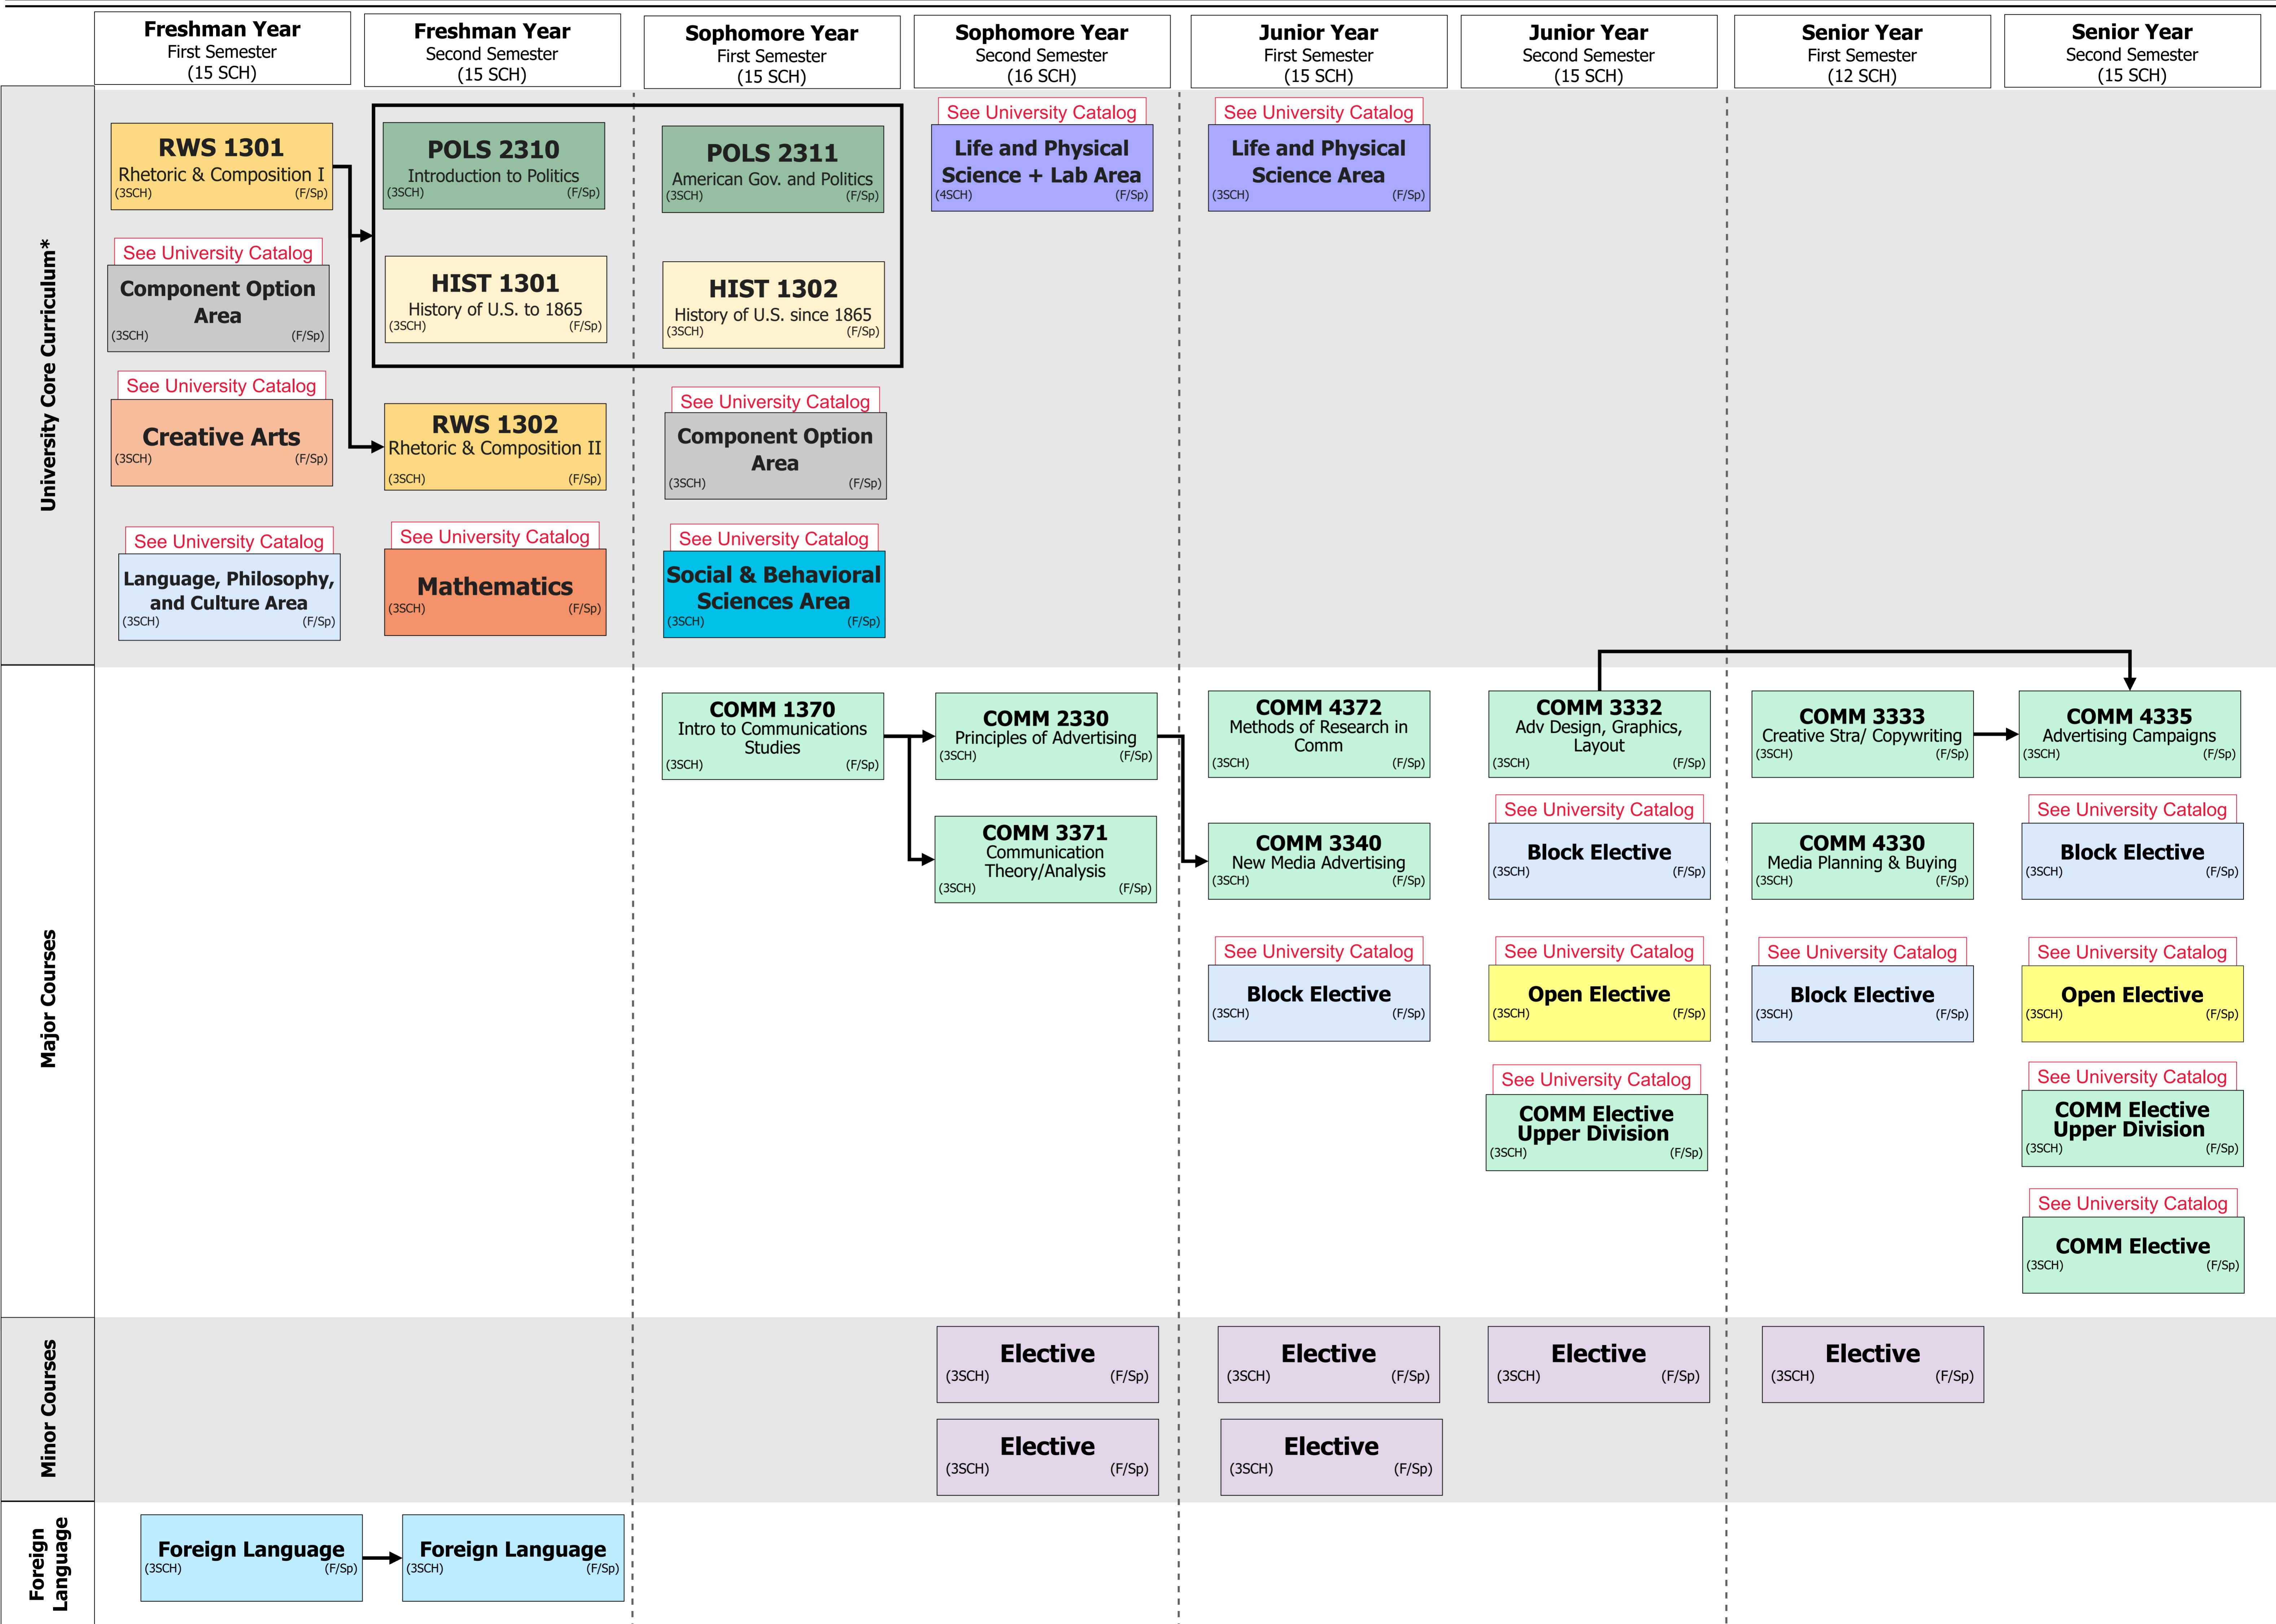 Freshman Year
First Semester
(15 SCH)
Freshman Year
Second Semester
(15 SCH)
Sophomore Year
First Semester
(15 SCH)
Sophomore Year
Second Semester
(16 SCH)
Junior Year
First Semester
(15 SCH)
Junior Year
Second Semester
(15 SCH)
Senior Year
First Semester
(12 SCH)
Senior Year
Second Semester
(15 SCH)
University Core Curriculum*
RWS 1301
Rhetoric & Composition I
(3SCH) (F/Sp)
See University Catalog
Component Option
Area
(3SCH) (F/Sp)
See University Catalog
Creative Arts
(3SCH) (F/Sp)
See University Catalog
Language, Philosophy,
and Culture Area
(3SCH) (F/Sp)
POLS 2310
Introduction to Politics
(3SCH) (F/Sp)
HIST 1301
History of U.S. to 1865
(3SCH) (F/Sp)
RWS 1302
Rhetoric & Composition II
(3SCH) (F/Sp)
See University Catalog
Mathematics
(3SCH) (F/Sp)
POLS 2311
American Gov. and Politics
(3SCH) (F/Sp)
HIST 1302
History of U.S. since 1865
(3SCH) (F/Sp)
See University Catalog
Component Option
Area
(3SCH) (F/Sp)
See University Catalog
Social & Behavioral
Sciences Area
(3SCH) (F/Sp)
See University Catalog
Life and Physical
Science + Lab Area
(4SCH) (F/Sp)
See University Catalog
Life and Physical
Science Area
(3SCH) (F/Sp)
Major Courses
COMM 1370
Intro to Communications
Studies
(3SCH) (F/Sp)
COMM 2330
Principles of Advertising
(3SCH) (F/Sp)
COMM 3371
Communication
Theory/Analysis
(3SCH) (F/Sp)
COMM 4372
Methods of Research in
Comm
(3SCH) (F/Sp)
COMM 3340
New Media Advertising
(3SCH) (F/Sp)
See University Catalog
Block Elective
(3SCH) (F/Sp)
COMM 3332
Adv Design, Graphics,
Layout
(3SCH) (F/Sp)
See University Catalog
Block Elective
(3SCH) (F/Sp)
See University Catalog
Open Elective
(3SCH) (F/Sp)
See University Catalog
COMM Elective
Upper Division
(3SCH) (F/Sp)
COMM 3333
Creative Stra/ Copywriting
(3SCH) (F/Sp)
COMM 4330
Media Planning & Buying
(3SCH) (F/Sp)
See University Catalog
Block Elective
(3SCH) (F/Sp)
COMM 4335
Advertising Campaigns
(3SCH) (F/Sp)
See University Catalog
Block Elective
(3SCH) (F/Sp)
See University Catalog
Open Elective
(3SCH) (F/Sp)
See University Catalog
COMM Elective
Upper Division
(3SCH) (F/Sp)
See University Catalog
COMM Elective
(3SCH) (F/Sp)
Minor Courses
Elective
(3SCH) (F/Sp)
Elective
(3SCH) (F/Sp)
Elective
(3SCH) (F/Sp)
Elective
(3SCH) (F/Sp)
Elective
(3SCH) (F/Sp)
Elective
(3SCH) (F/Sp)
Foreign
Language
Foreign Language
(3SCH) (F/Sp)
Foreign Language
(3SCH) (F/Sp)